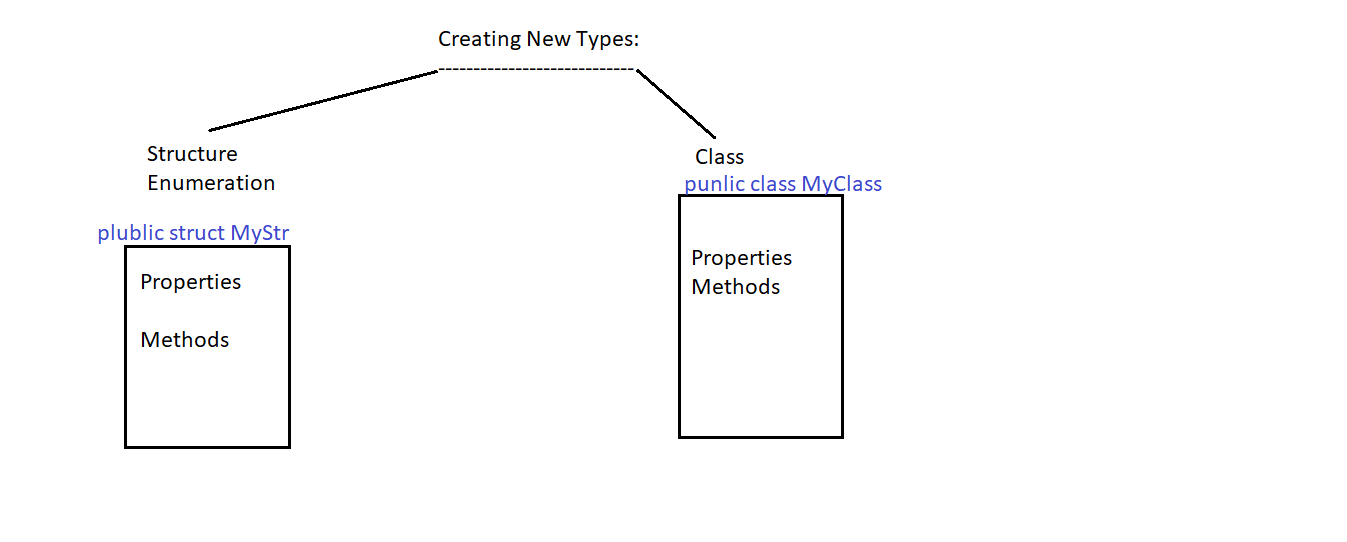 Creating New Types:
----------------------------
Structure
Enumeration
plublic struct MyStr
Properties
Methods
Class
punlic class MyClass
Properties
Methods